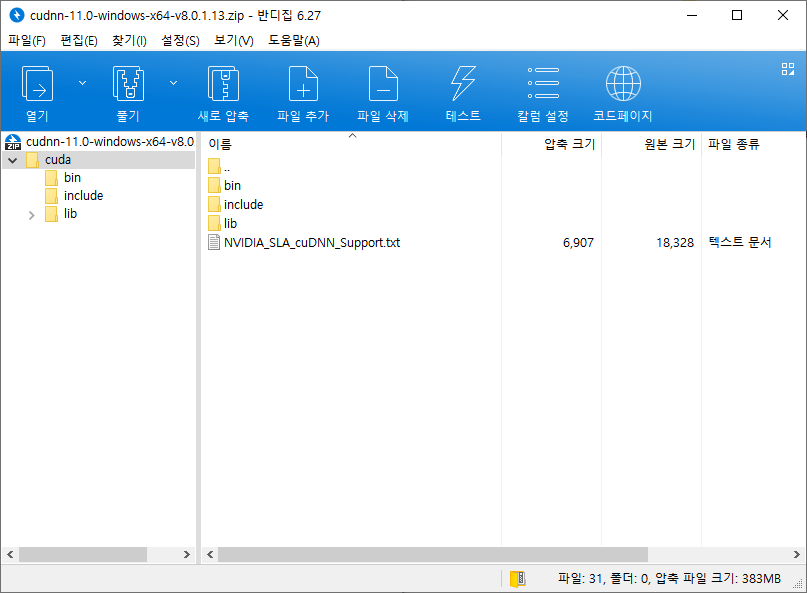 cudnn-11.0-windows-x64-v8.0.1.13.zip - 반디집 6.27
파일(F) 편집(E) 찾기(I) 설정(S) 보기(V) 도움말(A)
열기 풀기 새로 압축 파일 추가 파일 삭제 테스트 칼럼 설정 코드페이지
ZIP cudnn-11.0-windows-x64-v8.0
cuda
bin
include
lib
이름 압축 크기 원본 크기 파일 종류
..
bin
include
lib
NVIDIA_SLA_cuDNN_Support.txt 6,907 18,328 텍스트 문서
파일: 31, 폴더: 0, 압축 파일 크기: 383MB